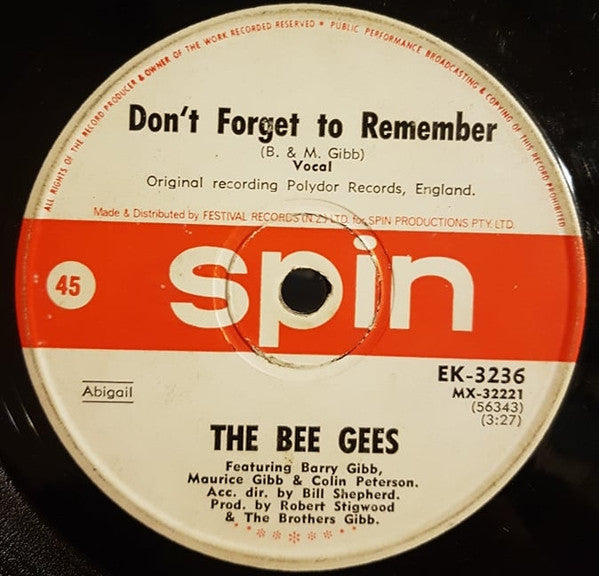 ALL RIGHTS OF THE RECORD PRODUCER & OWNER OF THE WORK RECORDED RESERVED * PUBLIC PERFORMANCE BROADCASTING & COPYING OF THIS RECORD PROHIBITED
Don't Forget to Remember
(B. & M. Gibb)
Vocal
Original recording Polydor Records, England.
Made & Distributed by FESTIVAL RECORDS (N.Z.) LTD. for SPIN PRODUCTIONS PTY. LTD.
45
spin
EK-3236
MX-32221
(56343)
(3:27)
Abigail
THE BEE GEES
Featuring Barry Gibb,
Maurice Gibb & Colin Peterson.
Acc. dir. by Bill Shepherd.
Prod. by Robert Stigwood
& The Brothers Gibb.